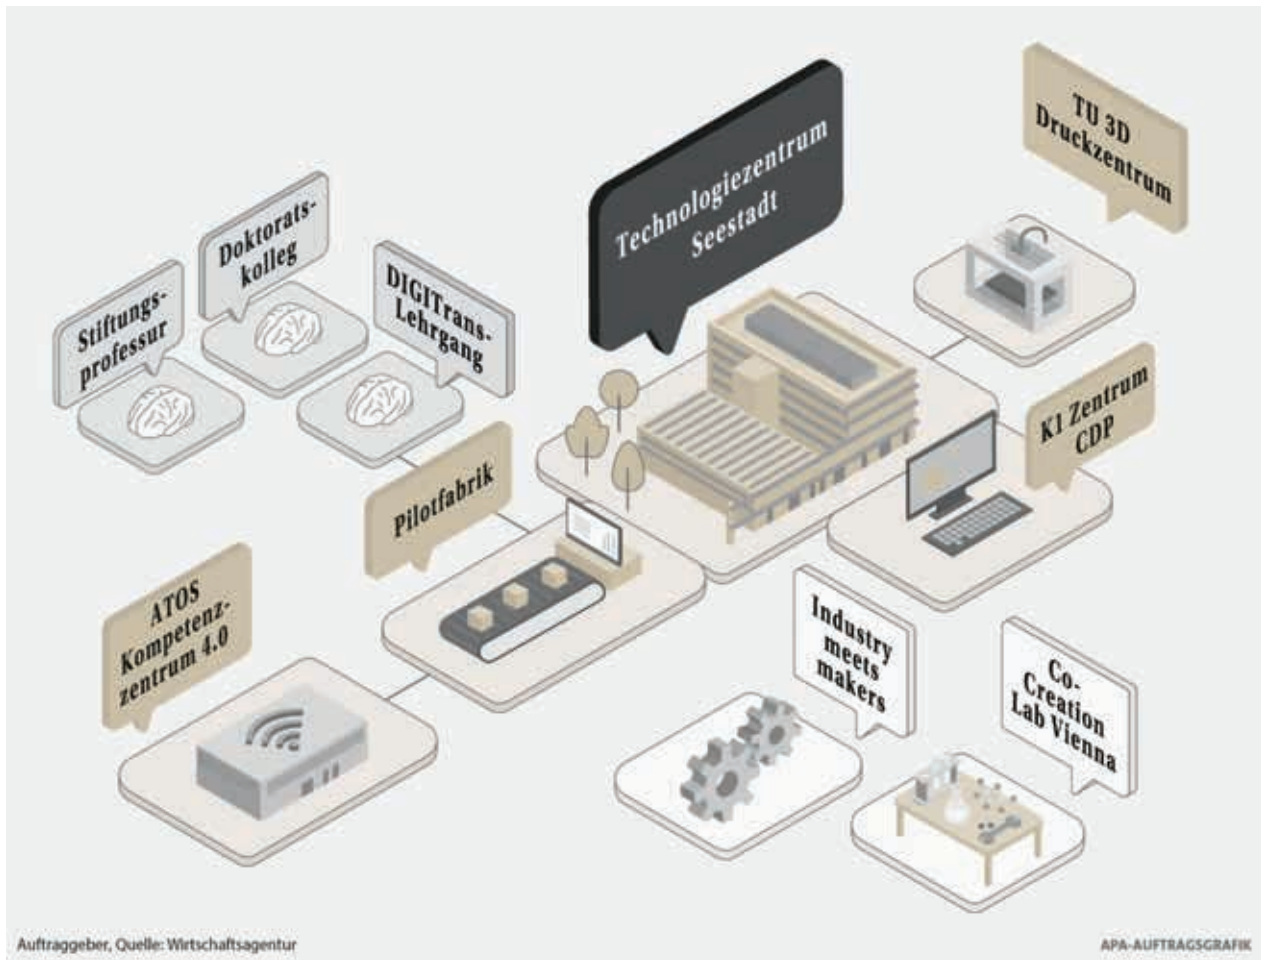 TU 3D
Druckzentrum
Technologiezentrum
Seestadt
Doktorats-
kolleg
Stiftungs-
professur
DIGITrans-
Lehrgang
K1 Zentrum
CDP
Pilotfabrik
ATOS
Kompetenz-
zentrum 4.0
Industry
meets
makers
Co-
Creation
Lab Vienna
Auftraggeber, Quelle: Wirtschaftsagentur
APA-AUFTRAGSGRAFIK